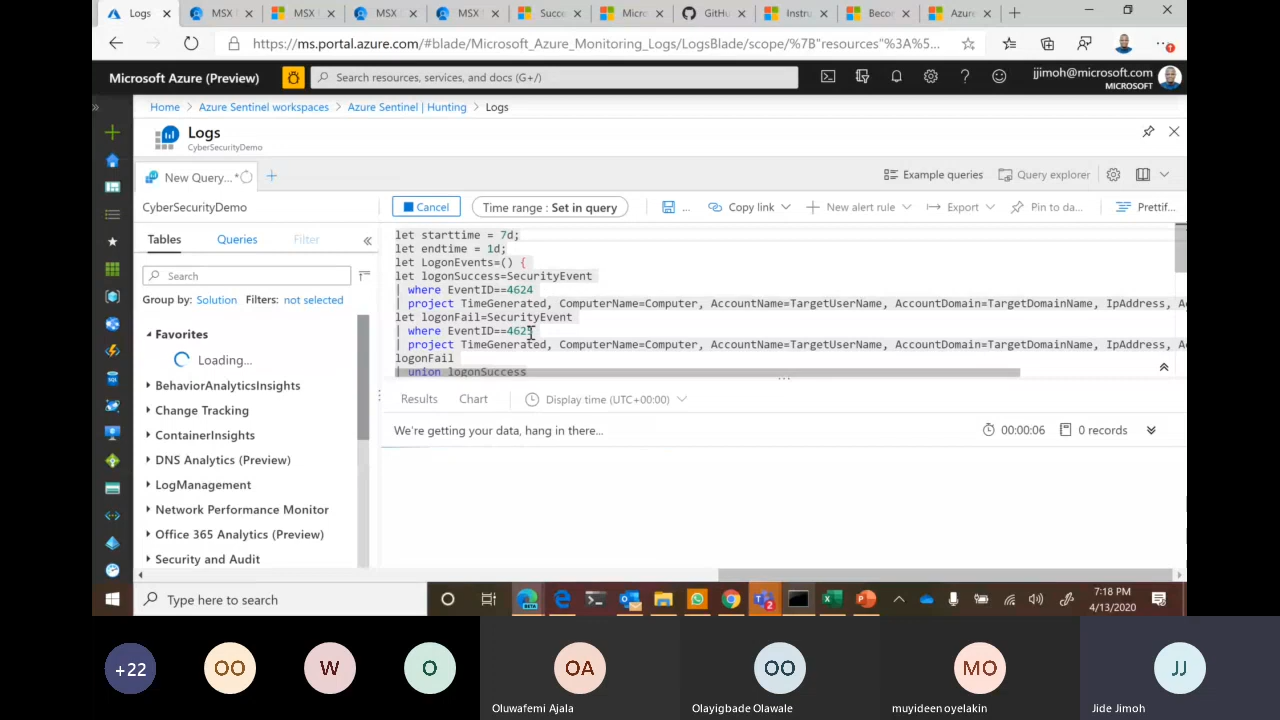 Logs
MSX
MSX
MSX
MSX
Succe
Micro
GitHu
Instru
Beco
Azure
https://ms.portal.azure.com/#blade/Microsoft_Azure_Monitoring_Logs/LogsBlade/scope/%7B"resources"%3A%5...
Microsoft Azure (Preview)
Search resources, services, and docs (G+/)
jjimoh@microsoft.com
MICROSOFT
Home > Azure Sentinel workspaces > Azure Sentinel | Hunting > Logs
Logs
CyberSecurityDemo
New Query...*
Example queries
Query explorer
CyberSecurityDemo
Cancel
Time range : Set in query
...
Copy link
New alert rule
Export
Pin to da...
Prettif...
Tables
Queries
Filter
Search
Group by: Solution Filters: not selected
Favorites
Loading...
BehaviorAnalyticsInsights
Change Tracking
ContainerInsights
DNS Analytics (Preview)
LogManagement
Network Performance Monitor
Office 365 Analytics (Preview)
Security and Audit
let starttime = 7d;
let endtime = 1d;
let LogonEvents=() {
let logonSuccess=SecurityEvent
| where EventID==4624
| project TimeGenerated, ComputerName=Computer, AccountName=TargetUserName, AccountDomain=TargetDomainName, IpAddress,
let logonFail=SecurityEvent
| where EventID==4625
| project TimeGenerated, ComputerName=Computer, AccountName=TargetUserName, AccountDomain=TargetDomainName, IpAddress,
logonFail
| union logonSuccess
Results
Chart
Display time (UTC+00:00)
We're getting your data, hang in there...
00:00:06
0 records
Type here to search
7:18 PM
4/13/2020
+22
OO
W
O
OA
Oluwafemi Ajala
OO
Olayigbade Olawale
MO
muyideen oyelakin
JJ
Jide Jimoh